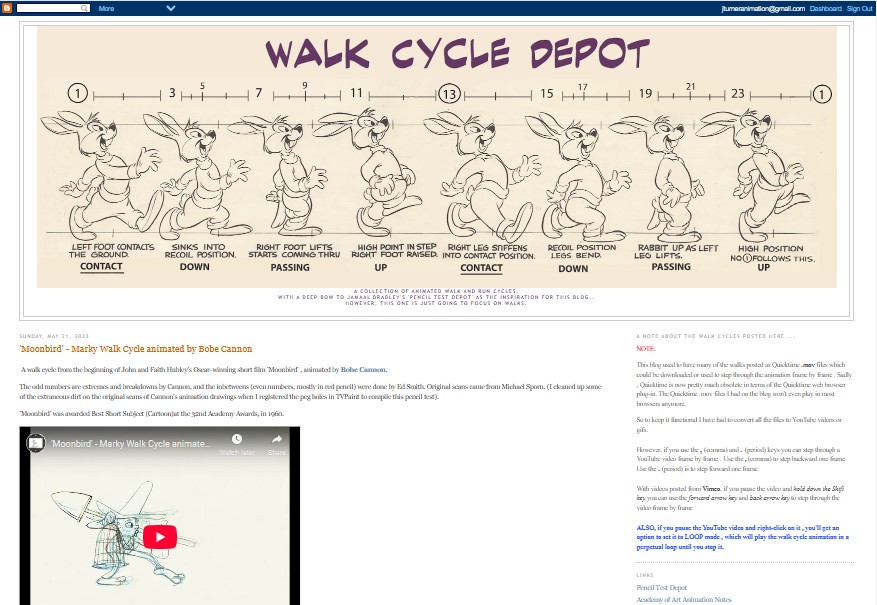 More
jturneranimation@gmail.com Dashboard Sign Out
WALK CYCLE DEPOT
1 3 5 7 9 11 13 15 17 19 21 23 1
LEFT FOOT CONTACTS
THE GROUND.
CONTACT
SINKS INTO
RECOIL POSITION.
DOWN
RIGHT FOOT LIFTS
STARTS COMING THRU
PASSING
HIGH POINT IN STEP
RIGHT FOOT RAISED.
UP
RIGHT LEG STIFFENS
INTO CONTACT POSITION.
CONTACT
RECOIL POSITION
LEGS BEND.
DOWN
RABBIT UP AS LEFT
LEG LIFTS.
PASSING
HIGH POSITION
NO 1 FOLLOWS THIS.
UP
A COLLECTION OF ANIMATED WALK AND RUN CYCLES.
WITH A DEEP BOW TO JAMAAL BRADLEY'S 'PENCIL TEST DEPOT' AS THE INSPIRATION FOR THIS BLOG..
HOWEVER, THIS ONE IS JUST GOING TO FOCUS ON WALKS.
SUNDAY, MAY 21, 2023
'Moonbird' - Marky Walk Cycle animated by Bobe Cannon
A walk cycle from the beginning of John and Faith Hubley's Oscar-winning short film 'Moonbird' , animated by Bobe Cannon.
The odd numbers are extremes and breakdowns by Cannon, and the inbetweens (even numbers, mostly in red pencil) were done by Ed Smith. Original scans came from Michael Sporn. (I cleaned up some
of the extraneous dirt on the original scans of Cannon's animation drawings when I registered the peg holes in TVPaint to compile this pencil test).
'Moonbird' was awarded Best Short Subject (Cartoon)at the 32nd Academy Awards, in 1960.
'Moonbird' - Marky Walk Cycle animate...
Watch later
Share
A NOTE ABOUT THE WALK CYCLES POSTED HERE ...
NOTE:
This blog used to have many of the walks posted as Quicktime .mov files which
could be downloaded or used to step through the animation frame by frame . Sadly
, Quicktime is now pretty much obsolete in terms of the Quicktime web browser
plug-in. The Quicktime .mov files I had on the blog won't even play in most
browsers anymore.
So to keep it functional I have had to convert all the files to YouTube videos or
gifs.
However, if you use the , (comma) and . (period) keys you can step through a
YouTube video frame by frame . Use the , (comma) to step backward one frame
Use the . (period) is to step forward one frame.
With videos posted from Vimeo, if you pause the video and hold down the Shift
key you can use the forward arrow key and back arrow key to step through the
video frame by frame
ALSO, if you pause the YouTube video and right-click on it , you'll get an
option to set it to LOOP mode , which will play the walk cycle animation in a
perpetual loop until you stop it.
LINKS
Pencil Test Depot
Academy of Art Animation Notes